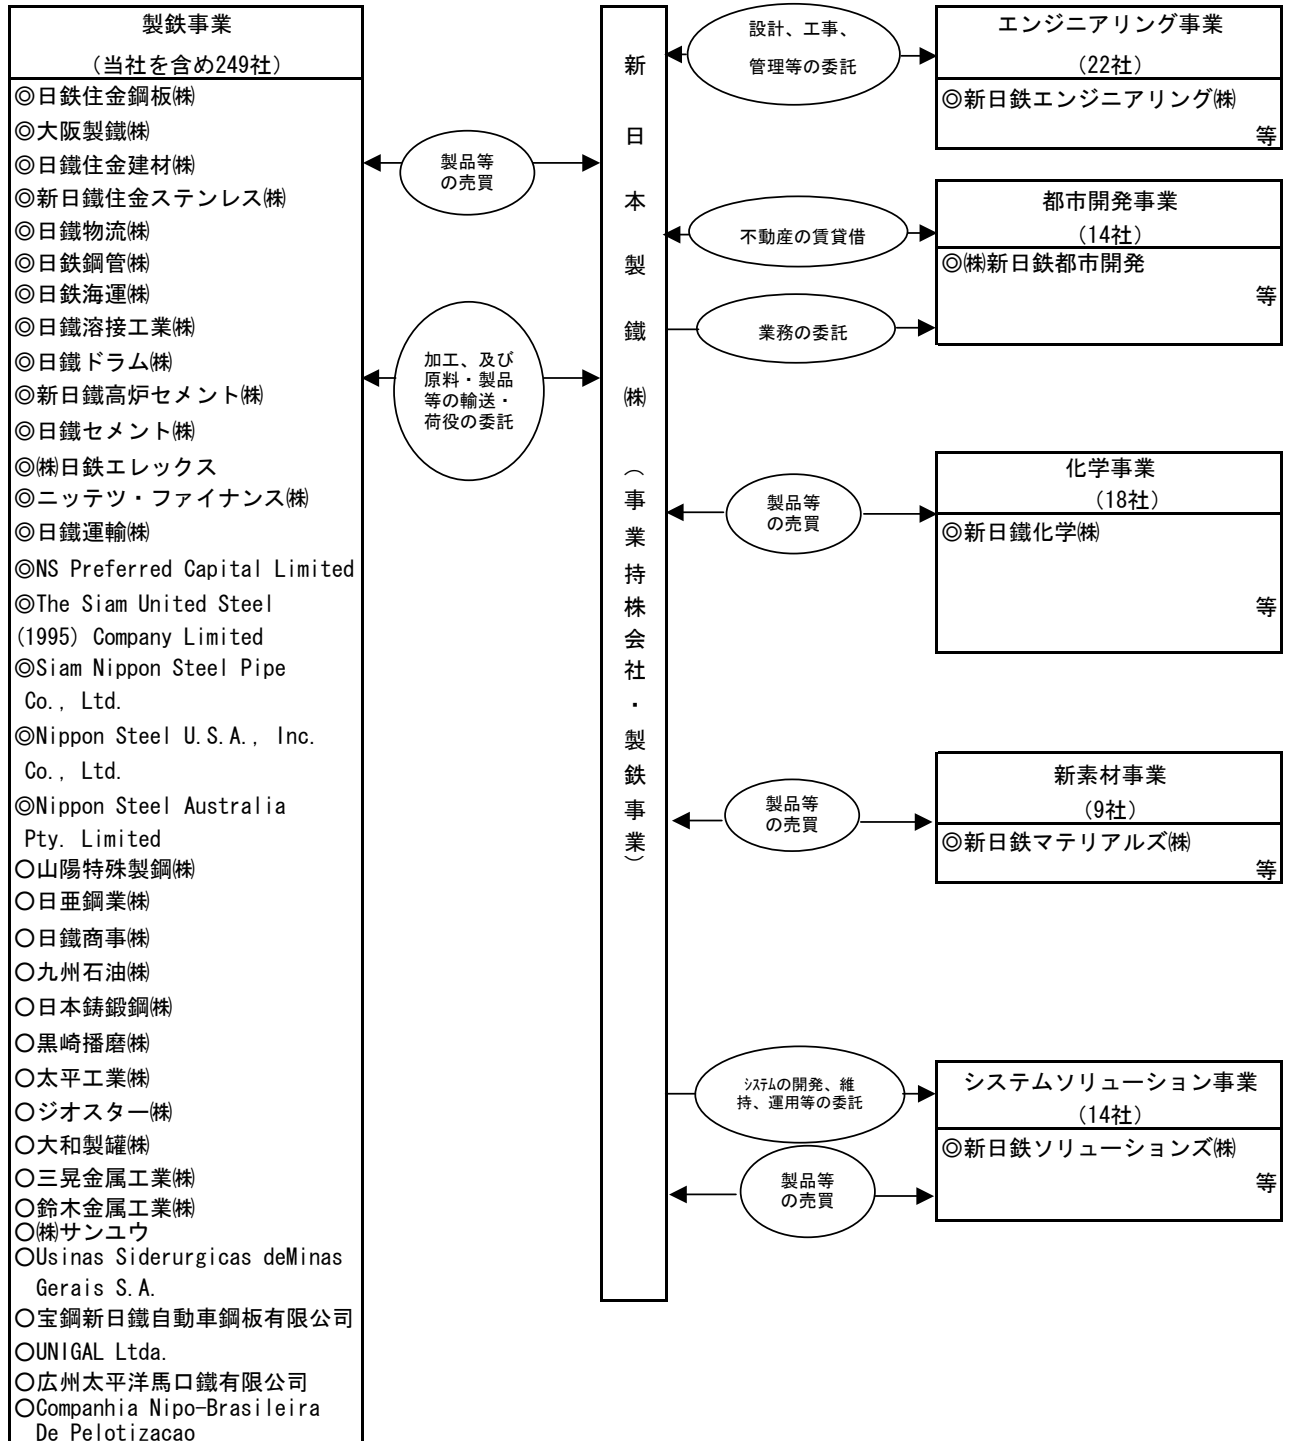 製鉄事業
（当社を含め249社）
◎日鉄住金鋼板㈱
◎大阪製鐵㈱
◎日鐵住金建材㈱
◎新日鐵住金ステンレス㈱
◎日鐵物流㈱
◎日鉄鋼管㈱
◎日鉄海運㈱
◎日鐵溶接工業㈱
◎日鐵ドラム㈱
◎新日鐵高炉セメント㈱
◎日鐵セメント㈱
◎㈱日鉄エレックス
◎ニッテツ・ファイナンス㈱
◎日鐵運輸㈱
◎NS Preferred Capital Limited
◎The Siam United Steel
(1995) Company Limited
◎Siam Nippon Steel Pipe
Co., Ltd.
◎Nippon Steel U.S.A., Inc.
Co., Ltd.
◎Nippon Steel Australia
Pty. Limited
○山陽特殊製鋼㈱
○日亜鋼業㈱
○日鐵商事㈱
○九州石油㈱
○日本鋳鍛鋼㈱
○黒崎播磨㈱
○太平工業㈱
○ジオスター㈱
○大和製罐㈱
○三晃金属工業㈱
○鈴木金属工業㈱
○㈱サンユウ
○Usinas Siderurgicas deMinas
Gerais S.A.
○宝鋼新日鐵自動車鋼板有限公司
○UNIGAL Ltda.
○広州太平洋馬口鐵有限公司
○Companhia Nipo-Brasileira
De Pelotizacao
製品等
の売買
加工、及び
原料・製品
等の輸送・
荷役の委託
新日本製鐵㈱（事業持株会社・製鉄事業）
設計、工事、
管理等の委託
不動産の賃貸借
業務の委託
製品等
の売買
製品等
の売買
ｼｽﾃﾑの開発、維
持、運用等の委託
製品等
の売買
エンジニアリング事業
（22社）
◎新日鉄エンジニアリング㈱
等
都市開発事業
（14社）
◎㈱新日鉄都市開発
等
化学事業
（18社）
◎新日鐵化学㈱
等
新素材事業
（9社）
◎新日鉄マテリアルズ㈱
等
システムソリューション事業
（14社）
◎新日鉄ソリューションズ㈱
等